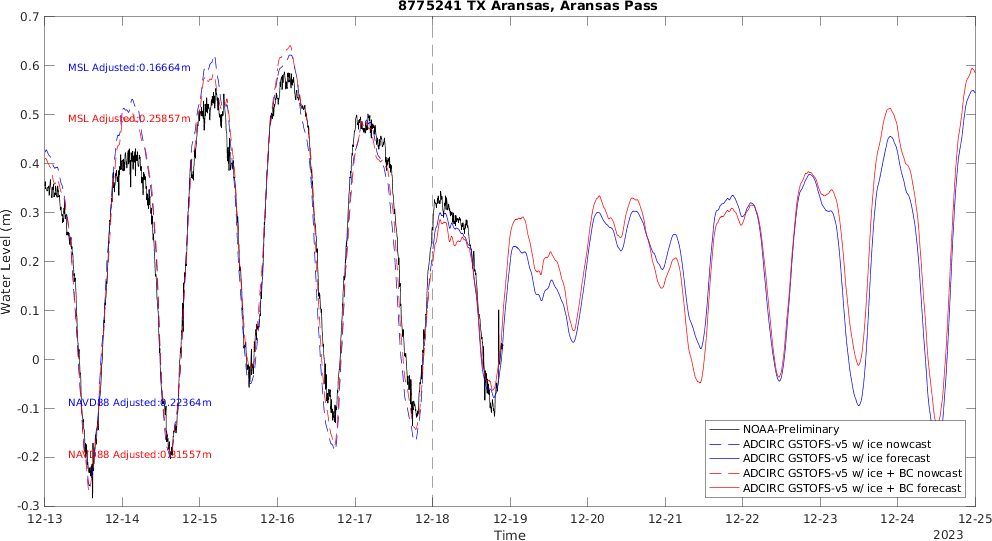 8775241 TX Aransas, Aransas Pass
0.7
0.6
0.5
0.4
0.3
0.2
0.1
0
-0.1
-0.2
-0.3
Water Level (m)
MSL Adjusted:0.16664m
MSL Adjusted:0.25857m
NAVD88 Adjusted:0.22364m
NAVD88 Adjusted:0.31557m
NOAA-Preliminary
ADCIRC GSTOFS-v5 w/ ice nowcast
ADCIRC GSTOFS-v5 w/ ice forecast
ADCIRC GSTOFS-v5 w/ ice + BC nowcast
ADCIRC GSTOFS-v5 w/ ice + BC forecast
12-13 12-14 12-15 12-16 12-17 12-18 12-19 12-20 12-21 12-22 12-23 12-24 12-25
Time
2023